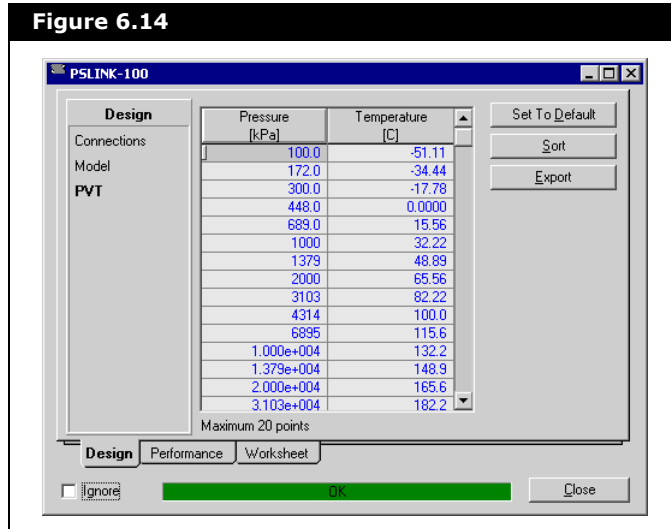 Figure 6.14
PSLINK-100
Design
Connections
Model
PVT
Pressure [kPa] Temperature [C]
100.0 -51.11
172.0 -34.44
300.0 -17.78
448.0 0.0000
689.0 15.56
1000 32.22
1379 48.89
2000 65.56
3103 82.22
4314 100.0
6895 115.6
1.000e+004 132.2
1.379e+004 148.9
2.000e+004 165.6
3.103e+004 182.2
Maximum 20 points
Set To Default
Sort
Export
Design Performance Worksheet
Ignore OK Close